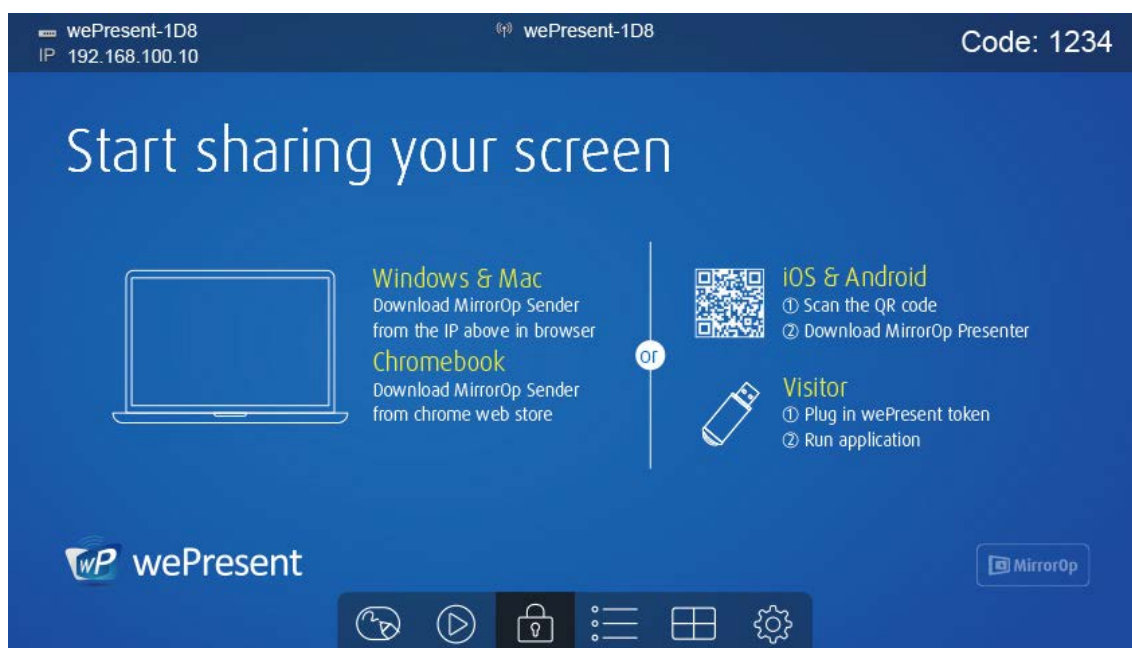 wePresent-1D8
IP 192.168.100.10
wePresent-1D8
Code: 1234
Start sharing your screen
Windows & Mac
Download MirrorOp Sender
from the IP above in browser
Chromebook
Download MirrorOp Sender
from chrome web store
or
iOS & Android
① Scan the QR code
② Download MirrorOp Presenter
Visitor
① Plug in wePresent token
② Run application
wP wePresent
MirrorOp